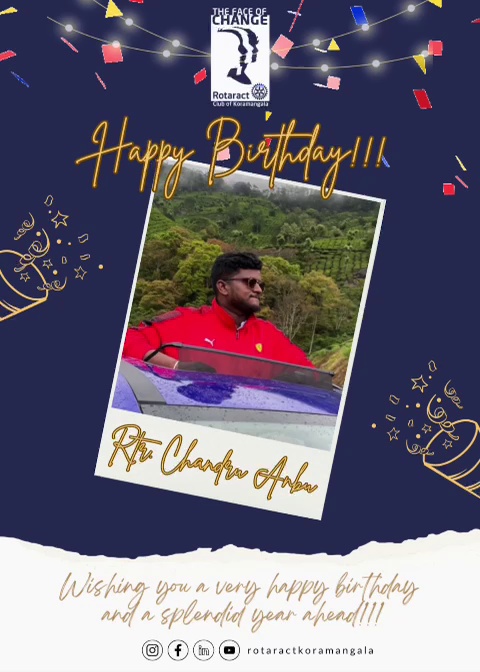 THE FACE OF
CHANGE
Rotaract
Club of Koramangala
Happy Birthday!!!
Rtr. Chandru Anbu
Wishing you a very happy birthday
and a splendid year ahead!!!
rotaractkoramangala